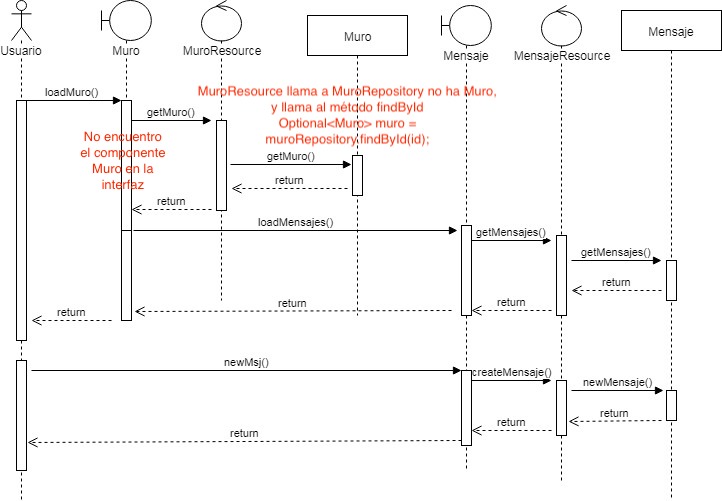 Usuario
Muro
MuroResource
Muro
Mensaje
MensajeResource
Mensaje
MuroResource llama a MuroRepository no ha Muro,
y llama al método findById
Optional<Muro> muro =
muroRepository.findById(id);
loadMuro()
getMuro()
No encuentro
el componente
Muro en la
interfaz
getMuro()
return
return
loadMensajes()
getMensajes()
getMensajes()
return
return
return
return
newMsj()
createMensaje()
newMensaje()
return
return
return